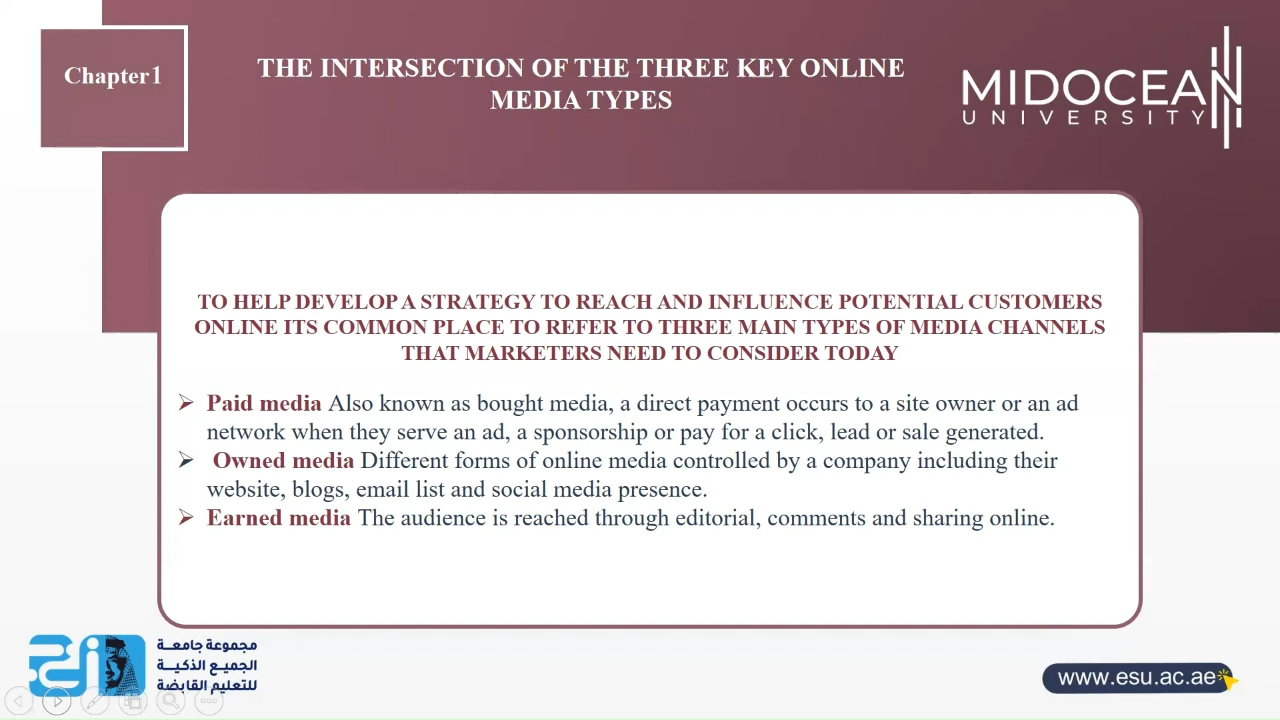 Chapter1
THE INTERSECTION OF THE THREE KEY ONLINE
MEDIA TYPES
MIDOCEAN
UNIVERSITY
TO HELP DEVELOP A STRATEGY TO REACH AND INFLUENCE POTENTIAL CUSTOMERS
ONLINE ITS COMMON PLACE TO REFER TO THREE MAIN TYPES OF MEDIA CHANNELS
THAT MARKETERS NEED TO CONSIDER TODAY
➢ Paid media Also known as bought media, a direct payment occurs to a site owner or an ad
network when they serve an ad, a sponsorship or pay for a click, lead or sale generated.
➢ Owned media Different forms of online media controlled by a company including their
website, blogs, email list and social media presence.
➢ Earned media The audience is reached through editorial, comments and sharing online.
مجموعة جامعة
الجميع الذكية
للتعليم القابضة
www.esu.ac.ae